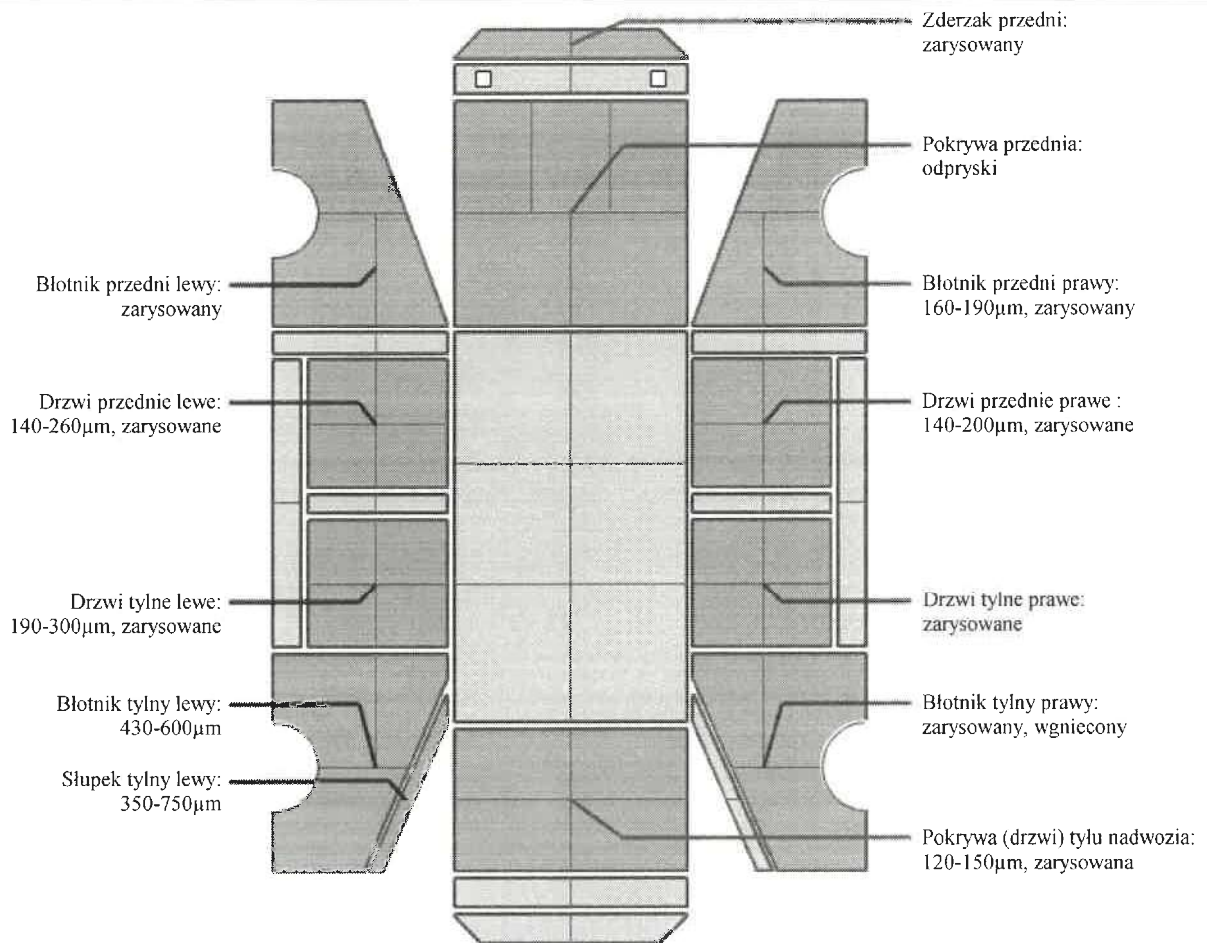 Zderzak przedni:
zarysowany
Pokrywa przednia:
odpryski
Błotnik przedni lewy:
zarysowany
Błotnik przedni prawy:
160-190µm, zarysowany
Drzwi przednie lewe:
140-260µm, zarysowane
Drzwi przednie prawe :
140-200µm, zarysowane
Drzwi tylne lewe:
190-300µm, zarysowane
Drzwi tylne prawe:
zarysowane
Błotnik tylny lewy:
430-600µm
Błotnik tylny prawy:
zarysowany, wgniecony
Słupek tylny lewy:
350-750µm
Pokrywa (drzwi) tyłu nadwozia:
120-150µm, zarysowana